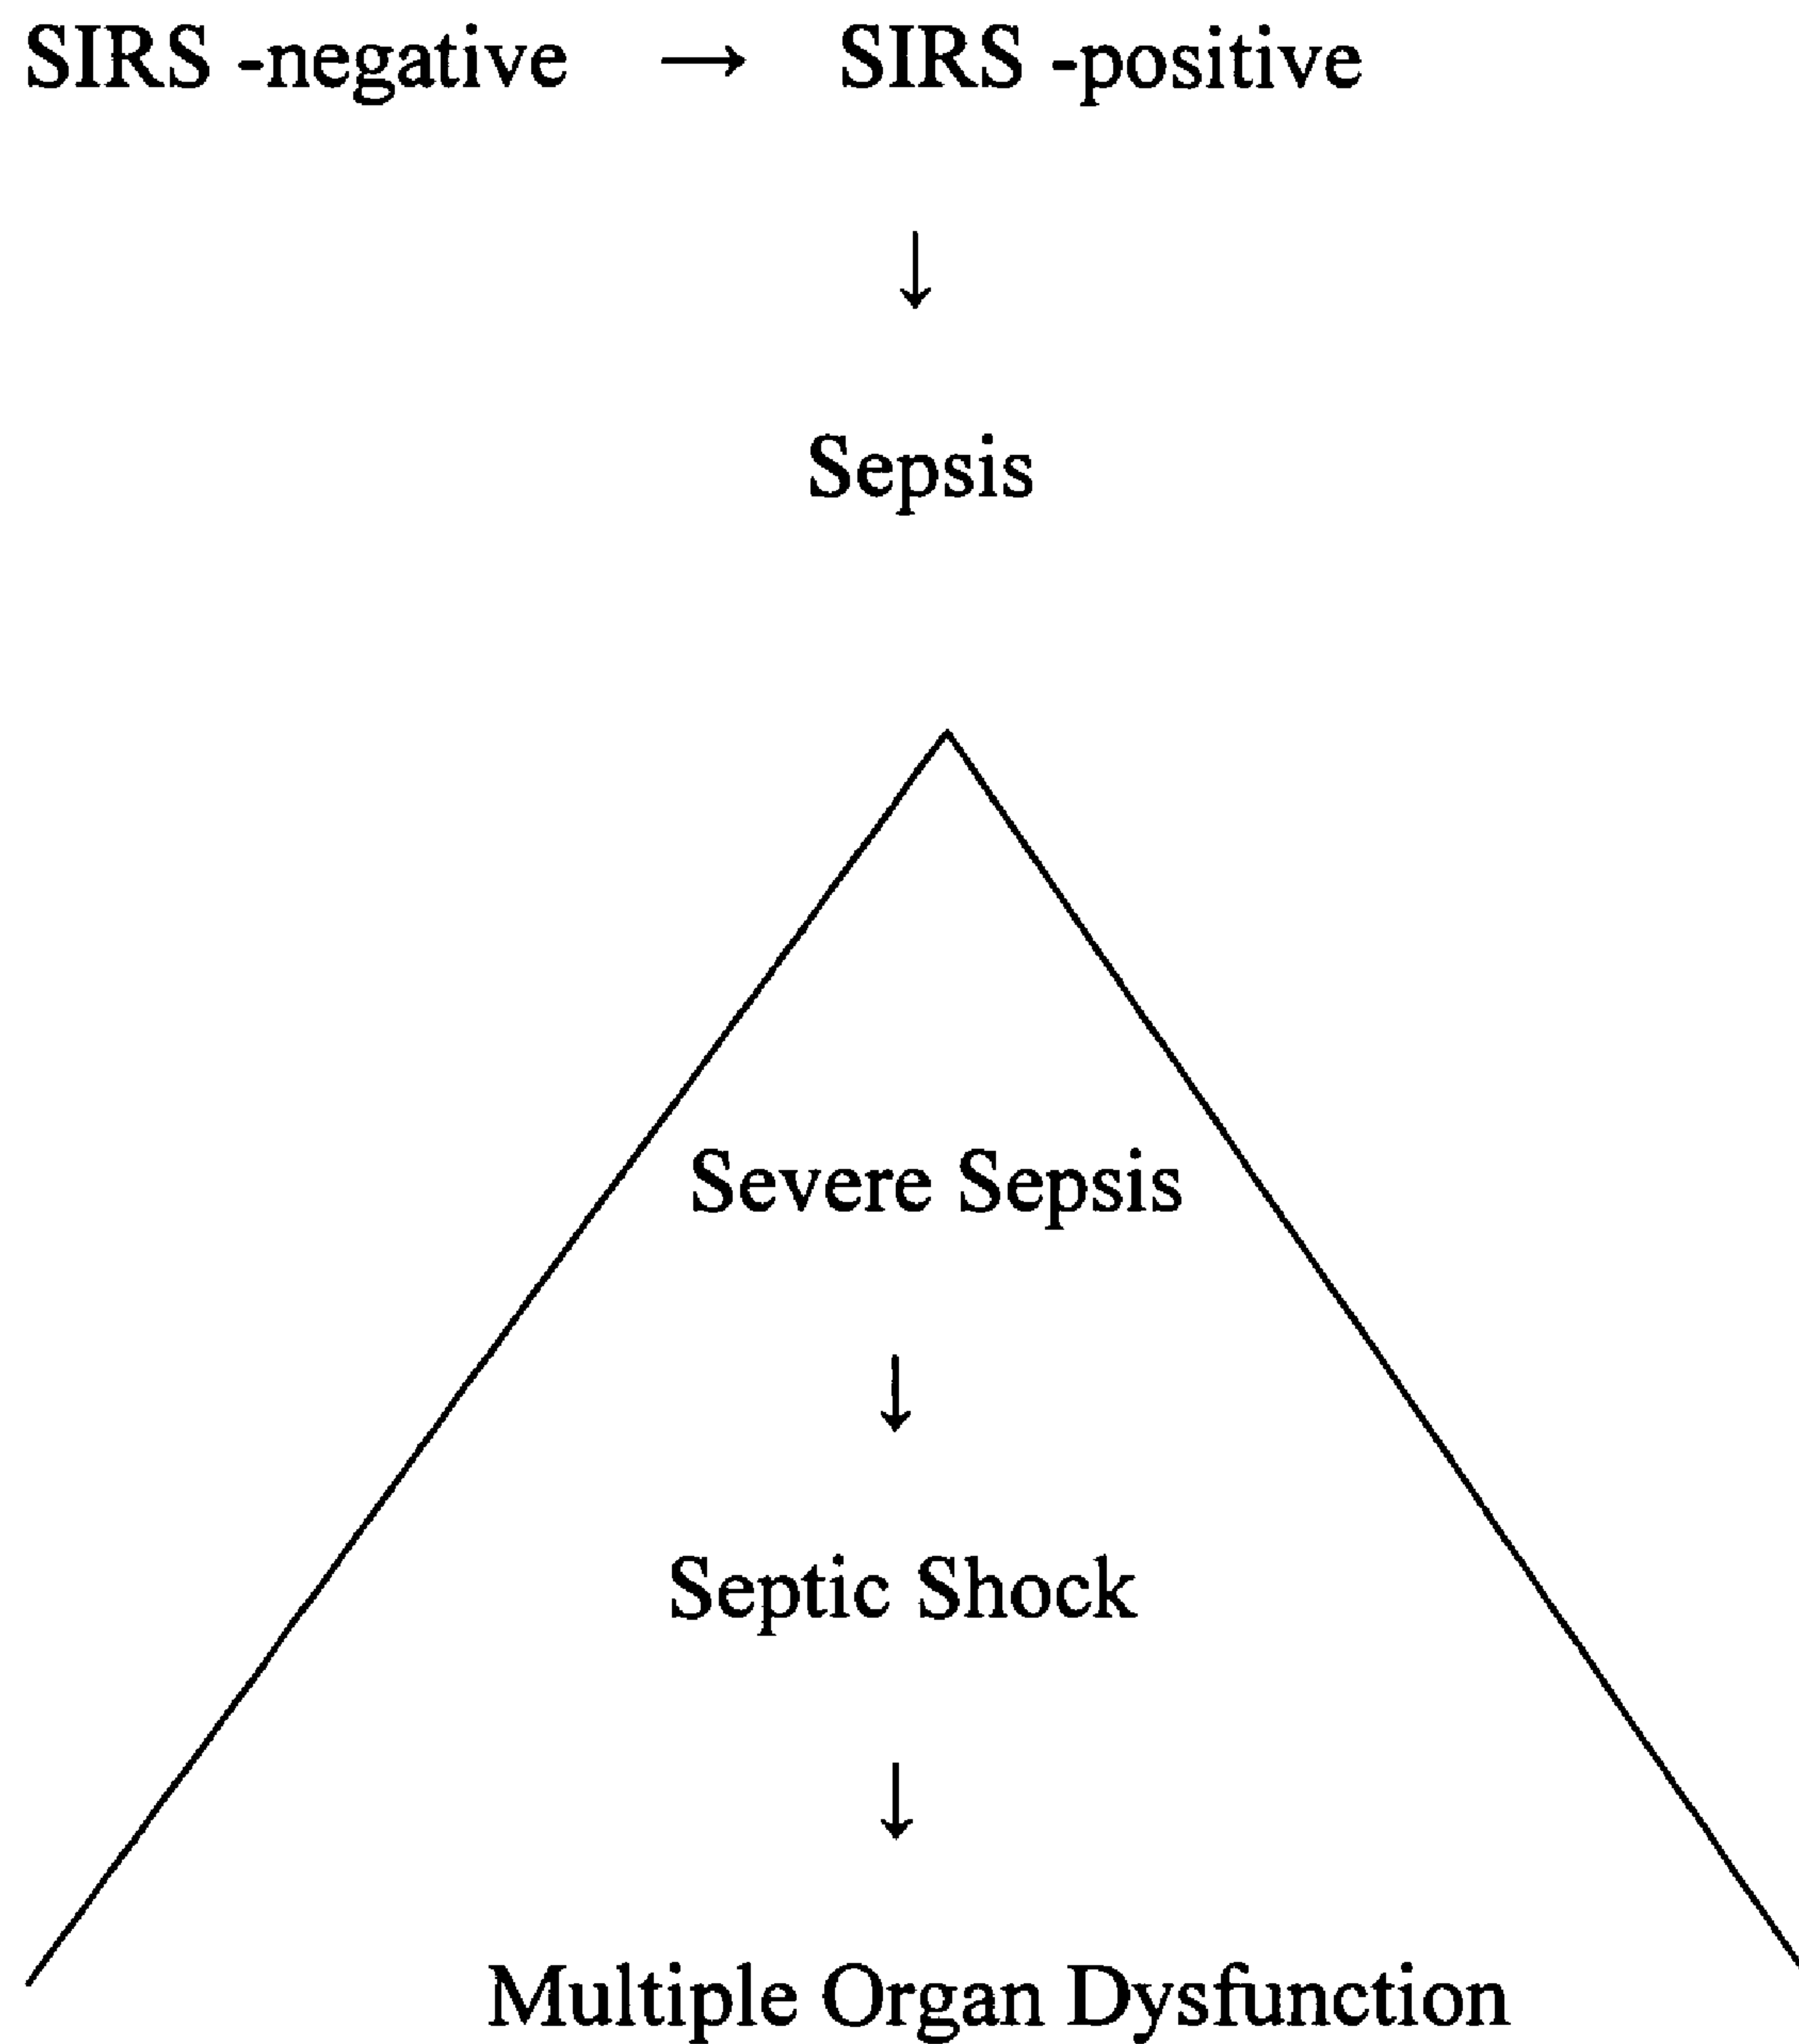 SIRS -negative → SIRS -positive
↓
Sepsis
Severe Sepsis
↓
Septic Shock
↓
Multiple Organ Dysfunction